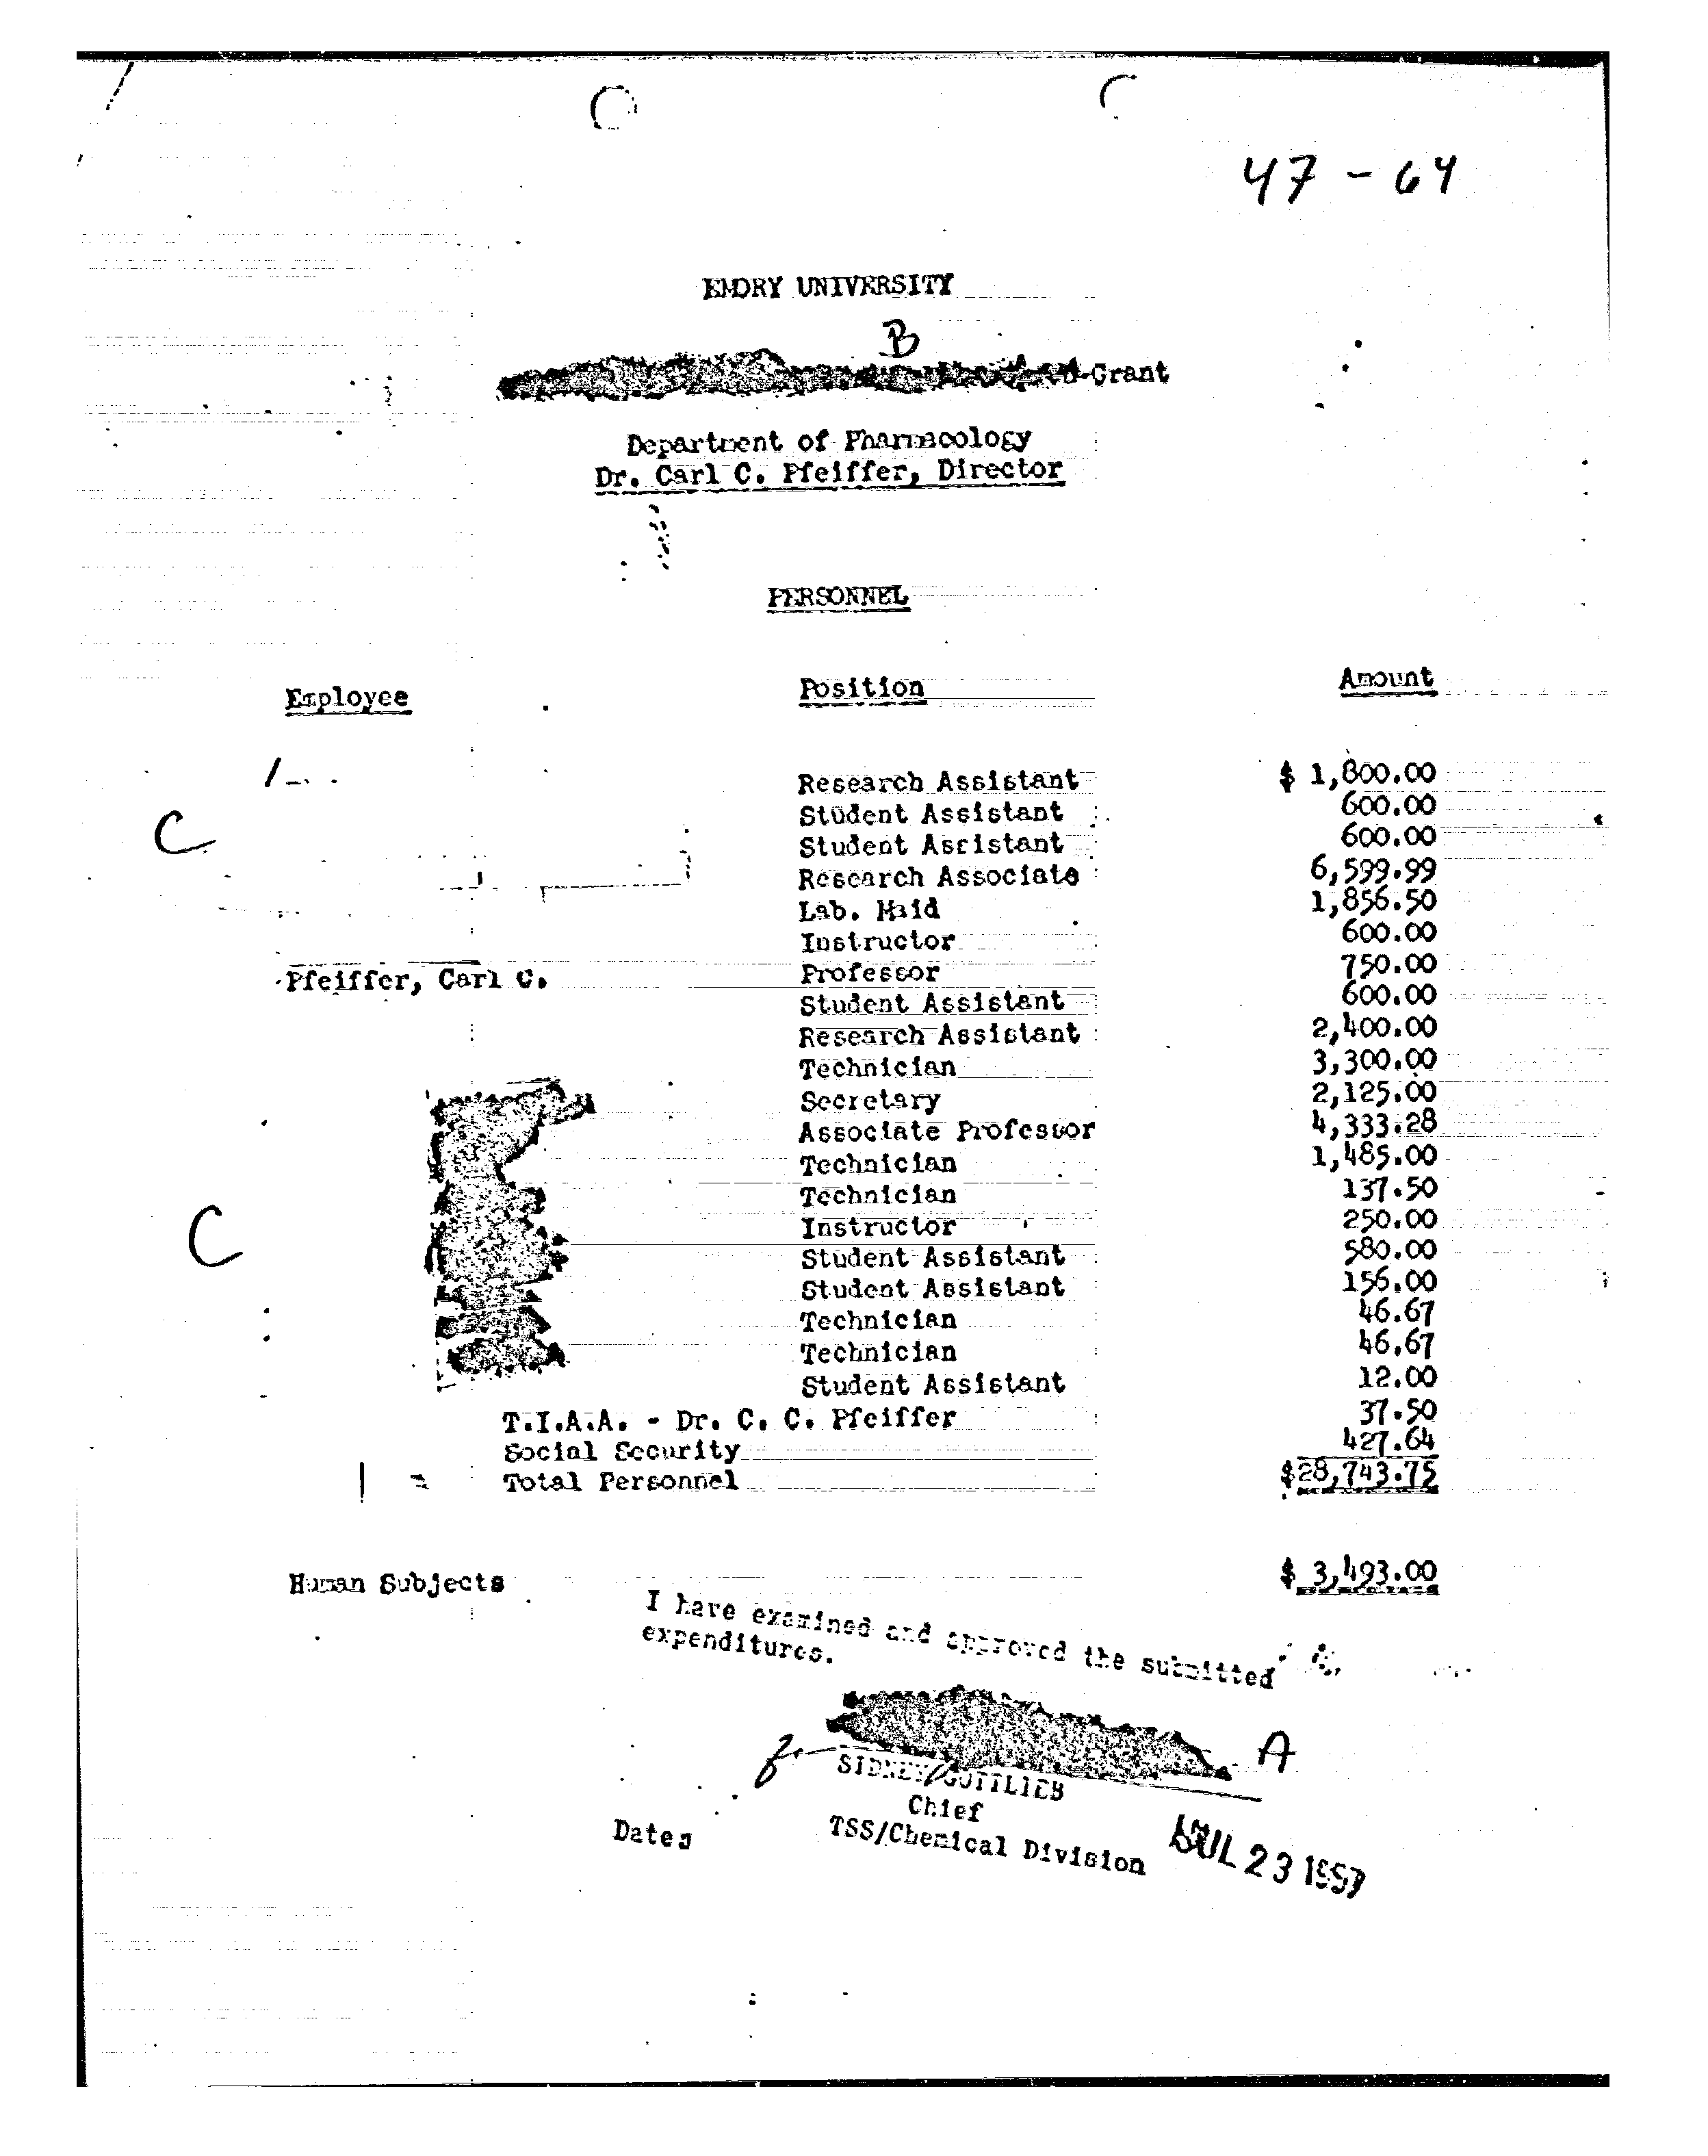 47 - 64
EMORY UNIVERSITY
B
Grant
Department of Pharmacology
Dr. Carl C. Pfeiffer, Director
PERSONNEL
Employee Position Amount
Research Assistant $ 1,800.00
C Student Assistant 600.00
Student Assistant 600.00
Research Associate 6,599.99
Lab. Maid 1,856.50
Instructor 600.00
Pfeiffer, Carl C. Professor 750.00
Student Assistant 600.00
Research Assistant 2,400.00
Technician 3,300.00
Secretary 2,125.00
Associate Professor 4,333.28
Technician 1,485.00
Technician 137.50
C Instructor 250.00
Student Assistant 580.00
Student Assistant 156.00
Technician 46.67
Technician 46.67
Student Assistant 12.00
T.I.A.A. - Dr. C. C. Pfeiffer 37.50
Social Security 427.64
Total Personnel $28,743.75
Human Subjects $ 3,493.00
I have examined and approved the submitted
expenditures.
A
SIDNEY GOTTLIEB
Chief
TSS/Chemical Division
Date: JUL 23 1957